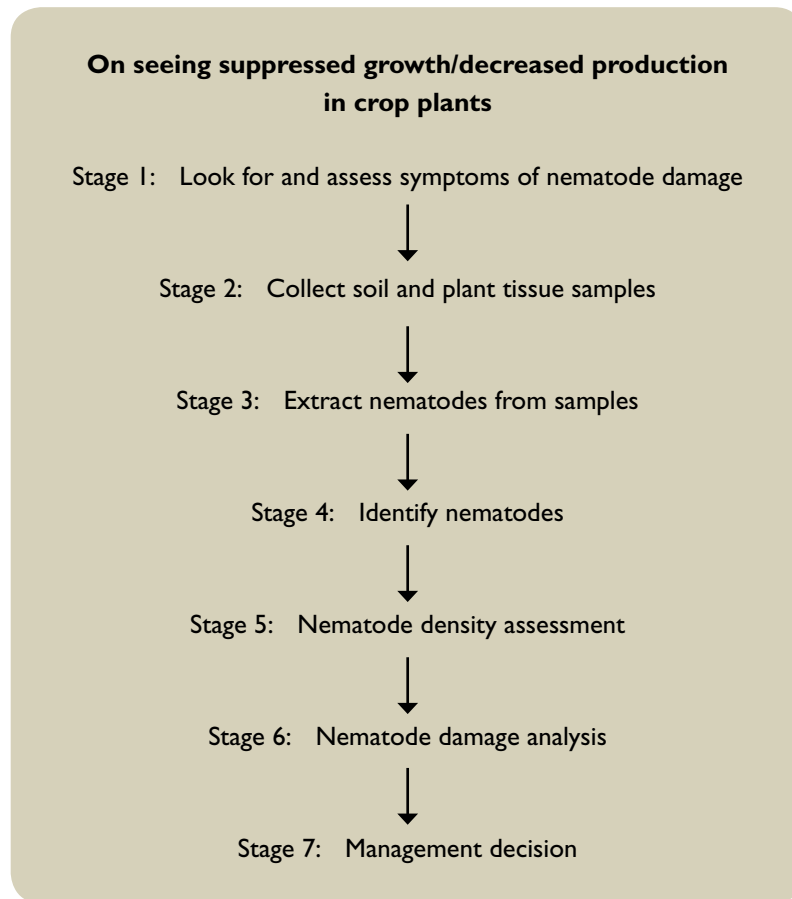 On seeing suppressed growth/decreased production
in crop plants
Stage 1: Look for and assess symptoms of nematode damage
Stage 2: Collect soil and plant tissue samples
Stage 3: Extract nematodes from samples
Stage 4: Identify nematodes
Stage 5: Nematode density assessment
Stage 6: Nematode damage analysis
Stage 7: Management decision